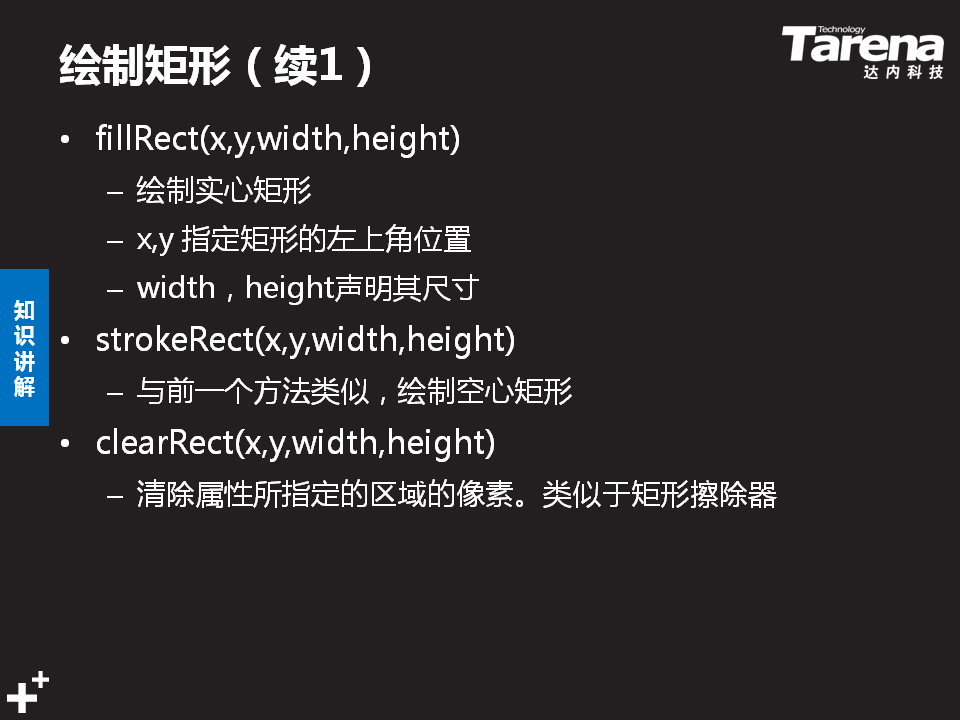 绘制矩形（续1）
Technology
Tarena
达内科技
• fillRect(x,y,width,height)
– 绘制实心矩形
– x,y 指定矩形的左上角位置
– width，height声明其尺寸
• strokeRect(x,y,width,height)
– 与前一个方法类似，绘制空心矩形
• clearRect(x,y,width,height)
– 清除属性所指定的区域的像素。类似于矩形擦除器
知识讲解